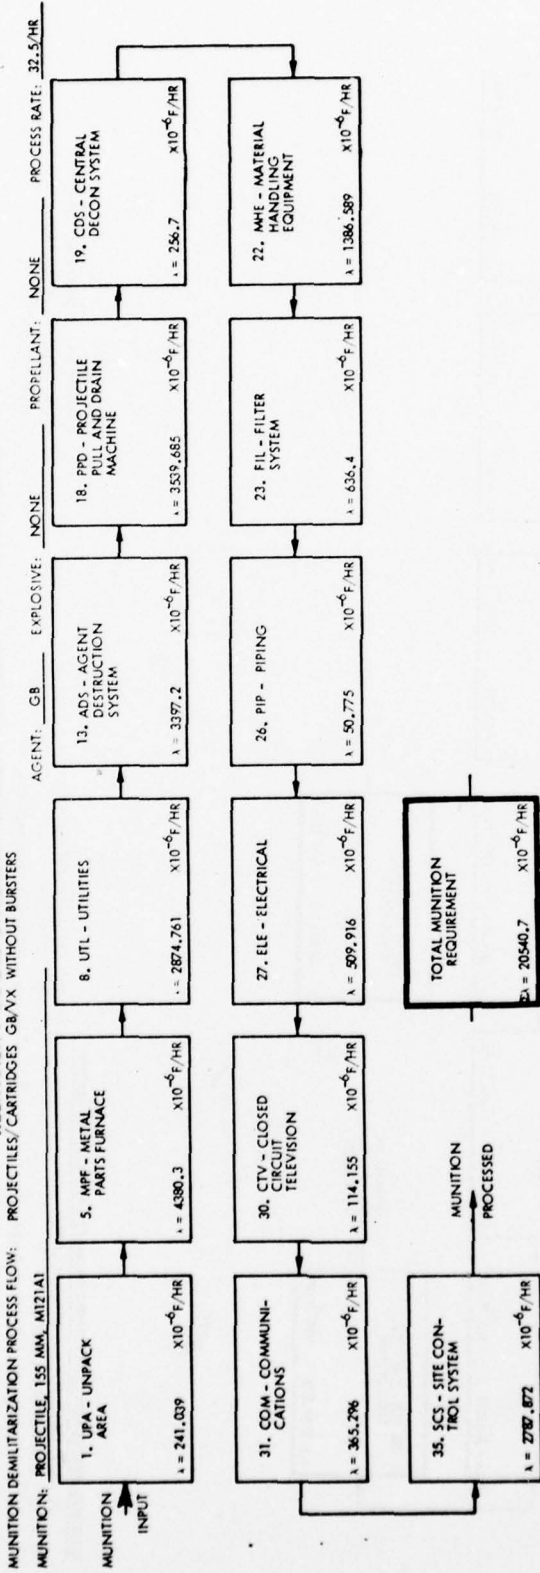 MUNITION DEMILITARIZATION PROCESS FLOW: PROJECTILES/CARTRIDGES GB/VX WITHOUT BURSTERS
MUNITION: PROJECTILE, 155 MM, M121A1 AGENT: GB EXPLOSIVE: NONE PROPELLANT: NONE PROCESS RATE: 32.5/HR
MUNITION
INPUT
1. UPA - UNPACK
AREA
λ = 241.039 X10⁻⁶F/HR
5. MPF - METAL
PARTS FURNACE
λ = 4380.3 X10⁻⁶F/HR
8. UTL - UTILITIES
λ = 2874.761 X10⁻⁶F/HR
13. ADS - AGENT
DESTRUCTION
SYSTEM
λ = 3397.2 X10⁻⁶F/HR
18. PPD - PROJECTILE
PULL AND DRAIN
MACHINE
λ = 3539.685 X10⁻⁶F/HR
19. CDS - CENTRAL
DECON SYSTEM
λ = 256.7 X10⁻⁶F/HR
22. MHE - MATERIAL
HANDLING
EQUIPMENT
λ = 1386.589 X10⁻⁶F/HR
23. FIL - FILTER
SYSTEM
λ = 636.4 X10⁻⁶F/HR
26. PIP - PIPING
λ = 50.775 X10⁻⁶F/HR
27. ELE - ELECTRICAL
λ = 509.916 X10⁻⁶F/HR
30. CTV - CLOSED
CIRCUIT
TELEVISION
λ = 114.155 X10⁻⁶F/HR
31. COM - COMMUNI-
CATIONS
λ = 365.296 X10⁻⁶F/HR
35. SCS - SITE CON-
TROL SYSTEM
λ = 2787.872 X10⁻⁶F/HR
MUNITION
PROCESSED
TOTAL MUNITION
REQUIREMENT
Σλ = 20540.7 X10⁻⁶F/HR